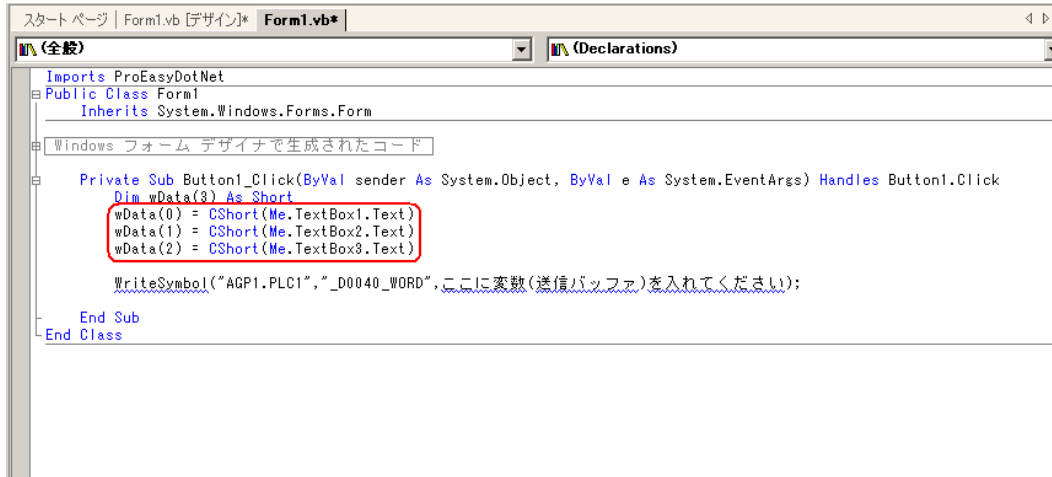 スタート ページ | Form1.vb [デザイン]* Form1.vb*
(全般) (Declarations)
Imports ProEasyDotNet
Public Class Form1
Inherits System.Windows.Forms.Form
Windows フォーム デザイナで生成されたコード
Private Sub Button1_Click(ByVal sender As System.Object, ByVal e As System.EventArgs) Handles Button1.Click
Dim wData(3) As Short
wData(0) = CShort(Me.TextBox1.Text)
wData(1) = CShort(Me.TextBox2.Text)
wData(2) = CShort(Me.TextBox3.Text)
WriteSymbol("AGP1.PLC1","_D0040_WORD",ここに変数(送信バッファ)を入れてください);
End Sub
End Class